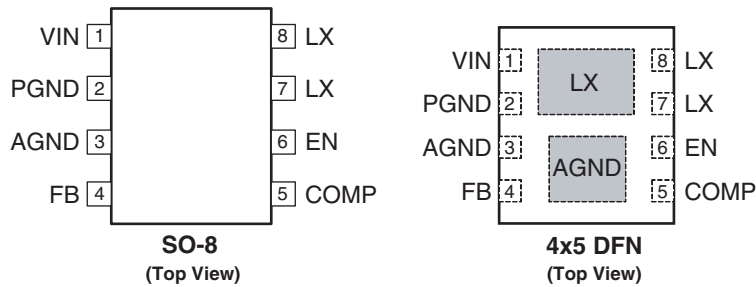 VIN 1 8 LX
PGND 2 7 LX
AGND 3 6 EN
FB 4 5 COMP
SO-8
(Top View)
VIN 1 LX 8 LX
PGND 2 7 LX
AGND 3 AGND 6 EN
FB 4 5 COMP
4x5 DFN
(Top View)